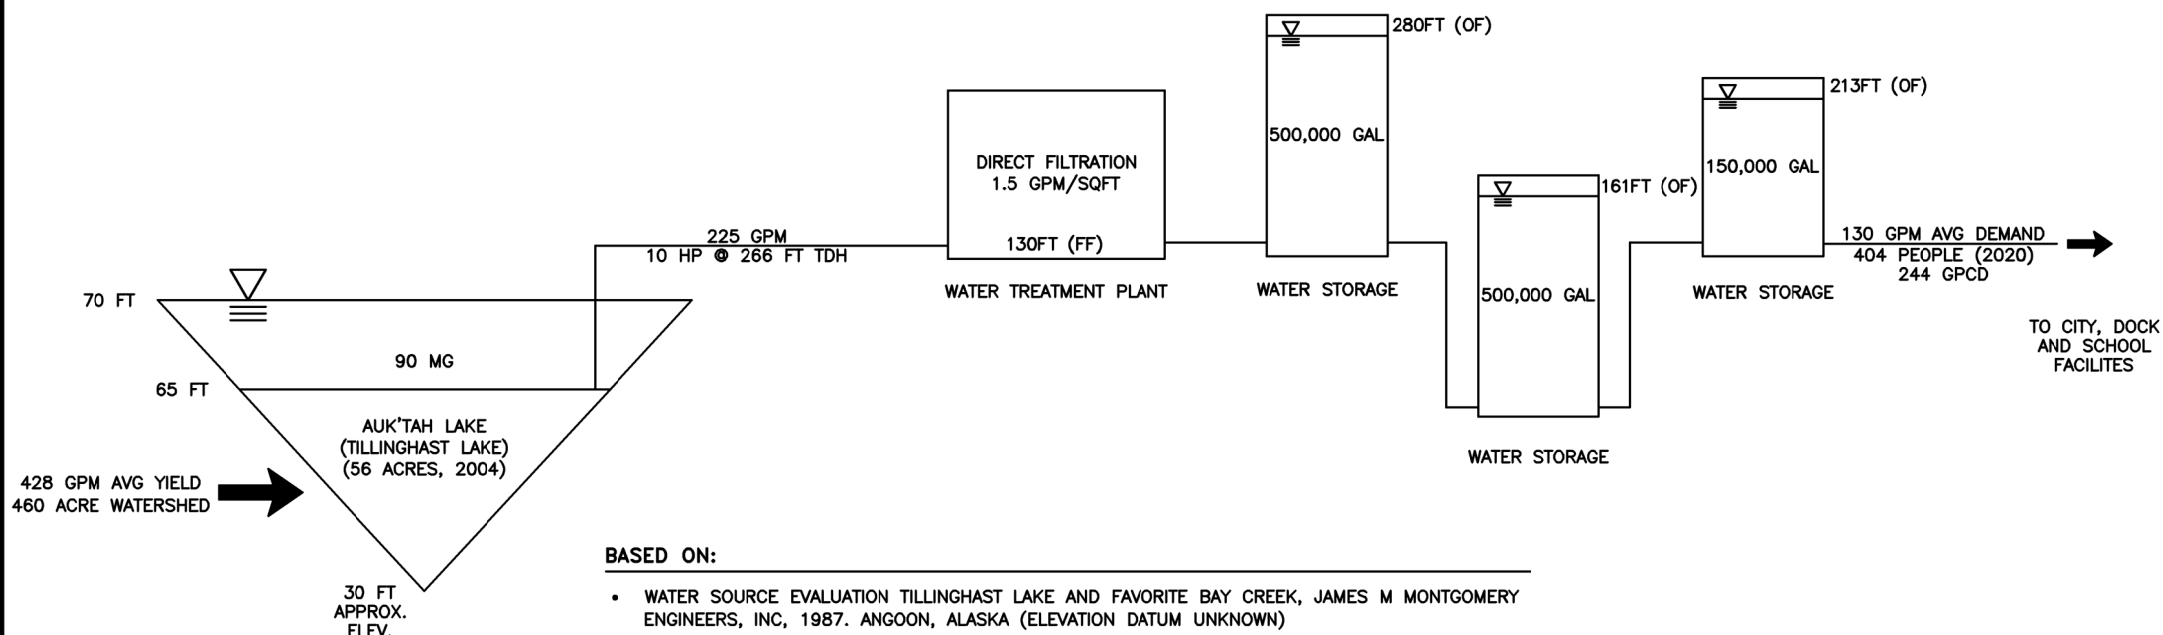 280FT (OF)
500,000 GAL
213FT (OF)
150,000 GAL
DIRECT FILTRATION
1.5 GPM/SQFT
130FT (FF)
WATER TREATMENT PLANT
WATER STORAGE
161FT (OF)
500,000 GAL
WATER STORAGE
WATER STORAGE
130 GPM AVG DEMAND
404 PEOPLE (2020)
244 GPCD
TO CITY, DOCK
AND SCHOOL
FACILITES
225 GPM
10 HP @ 266 FT TDH
70 FT
90 MG
65 FT
AUK'TAH LAKE
(TILLINGHAST LAKE)
(56 ACRES, 2004)
428 GPM AVG YIELD
460 ACRE WATERSHED
30 FT
APPROX.
ELEV.
BASED ON:
• WATER SOURCE EVALUATION TILLINGHAST LAKE AND FAVORITE BAY CREEK, JAMES M MONTGOMERY
ENGINEERS, INC, 1987. ANGOON, ALASKA (ELEVATION DATUM UNKNOWN)